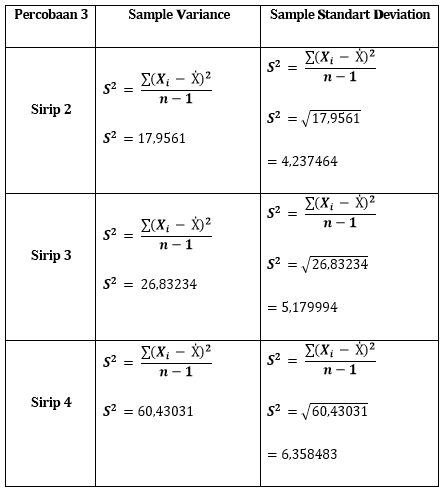 Percobaan 3 Sample Variance Sample Standart Deviation
Sirip 2
S² = ∑(Xᵢ − Ẋ)² / n − 1
S² = 17,9561
S² = ∑(Xᵢ − Ẋ)² / n − 1
S² = √17,9561
= 4,237464
Sirip 3
S² = ∑(Xᵢ − Ẋ)² / n − 1
S² = 26,83234
S² = ∑(Xᵢ − Ẋ)² / n − 1
S² = √26,83234
= 5,179994
Sirip 4
S² = ∑(Xᵢ − Ẋ)² / n − 1
S² = 60,43031
S² = ∑(Xᵢ − Ẋ)² / n − 1
S² = √60,43031
= 6,358483